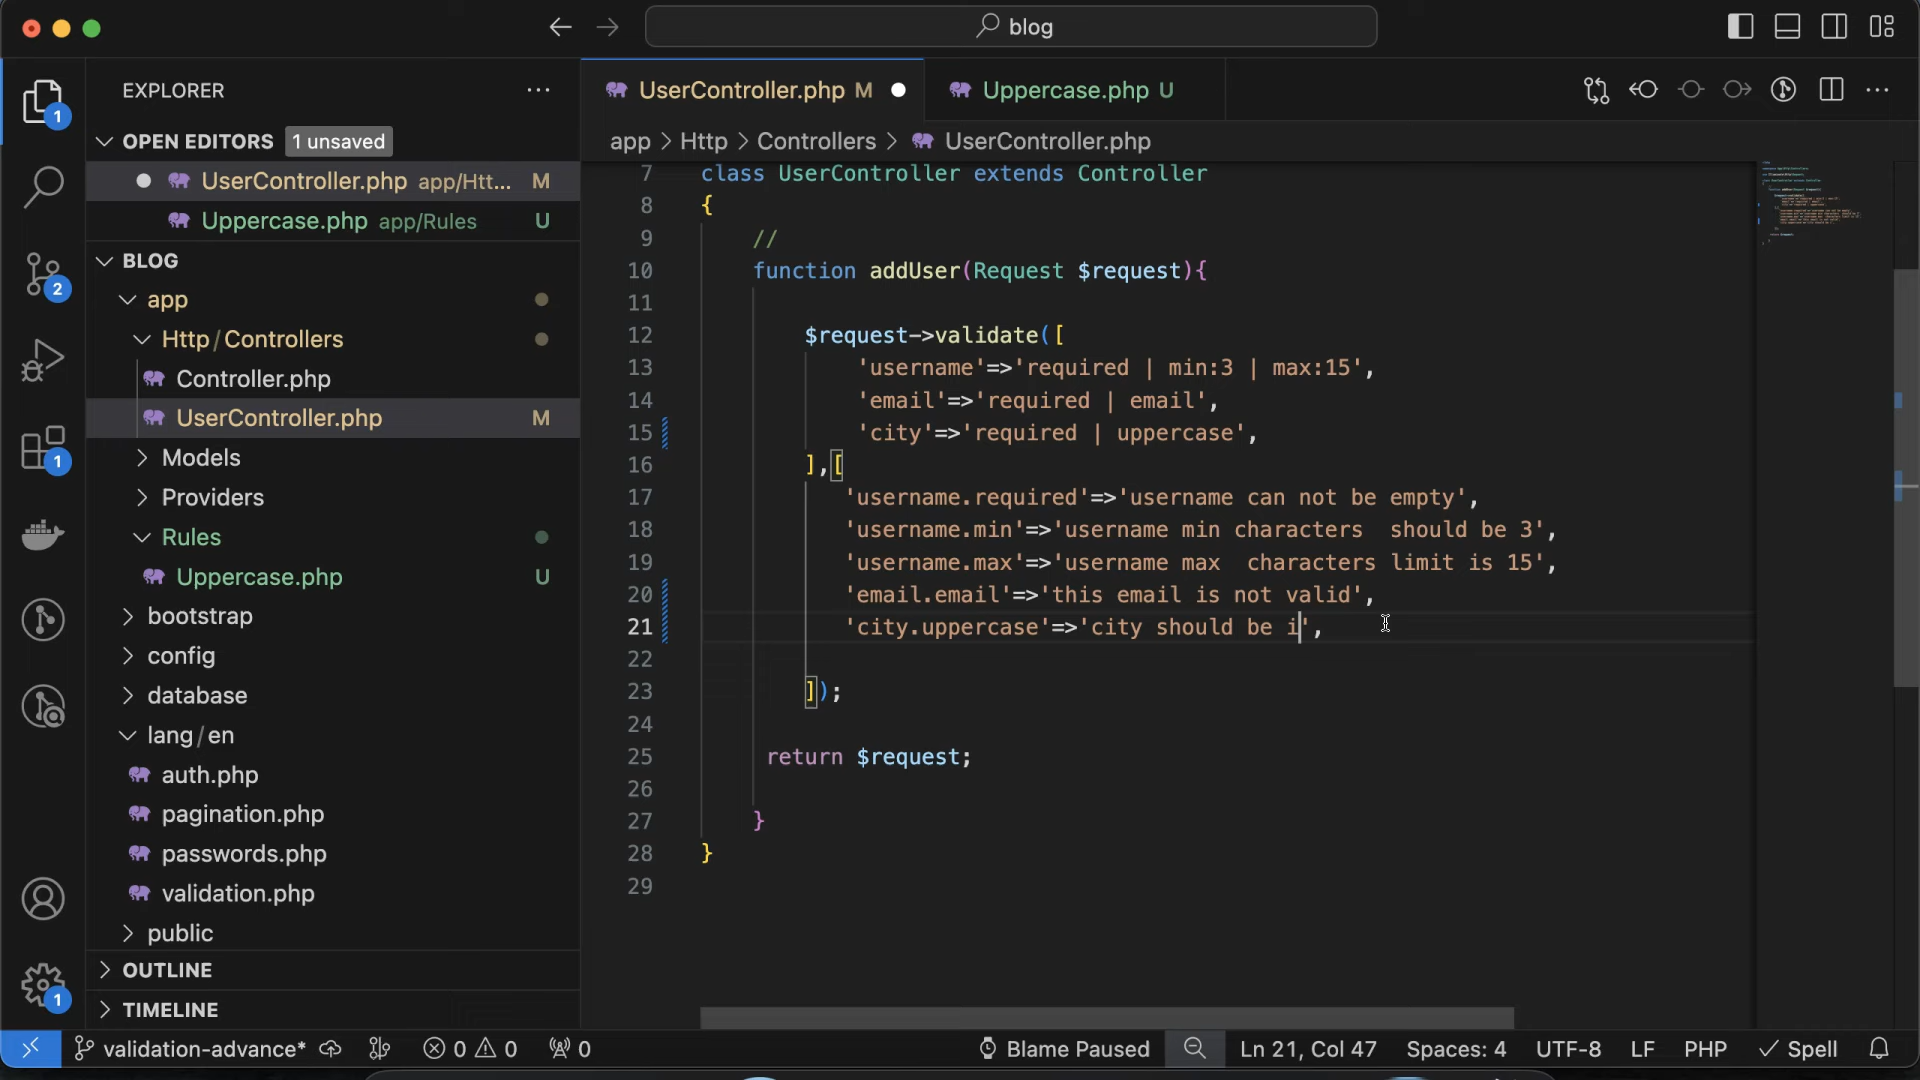 blog
EXPLORER
OPEN EDITORS 1 unsaved
UserController.php app/Htt... M
Uppercase.php app/Rules U
BLOG
app
Http/Controllers
Controller.php
UserController.php M
Models
Providers
Rules
Uppercase.php U
bootstrap
config
database
lang/en
auth.php
pagination.php
passwords.php
validation.php
public
OUTLINE
TIMELINE
1
2
1
1
UserController.php M
Uppercase.php U
app > Http > Controllers > UserController.php
7 class UserController extends Controller
8 {
9 //
10 function addUser(Request $request){
11
12 $request->validate([
13 'username'=>'required | min:3 | max:15',
14 'email'=>'required | email',
15 'city'=>'required | uppercase',
16 ],[
17 'username.required'=>'username can not be empty',
18 'username.min'=>'username min characters  should be 3',
19 'username.max'=>'username max  characters limit is 15',
20 'email.email'=>'this email is not valid',
21 'city.uppercase'=>'city should be i',
22
23 ]);
24
25 return $request;
26
27 }
28 }
29
validation-advance* 0 0 0 Blame Paused Ln 21, Col 47 Spaces: 4 UTF-8 LF PHP Spell